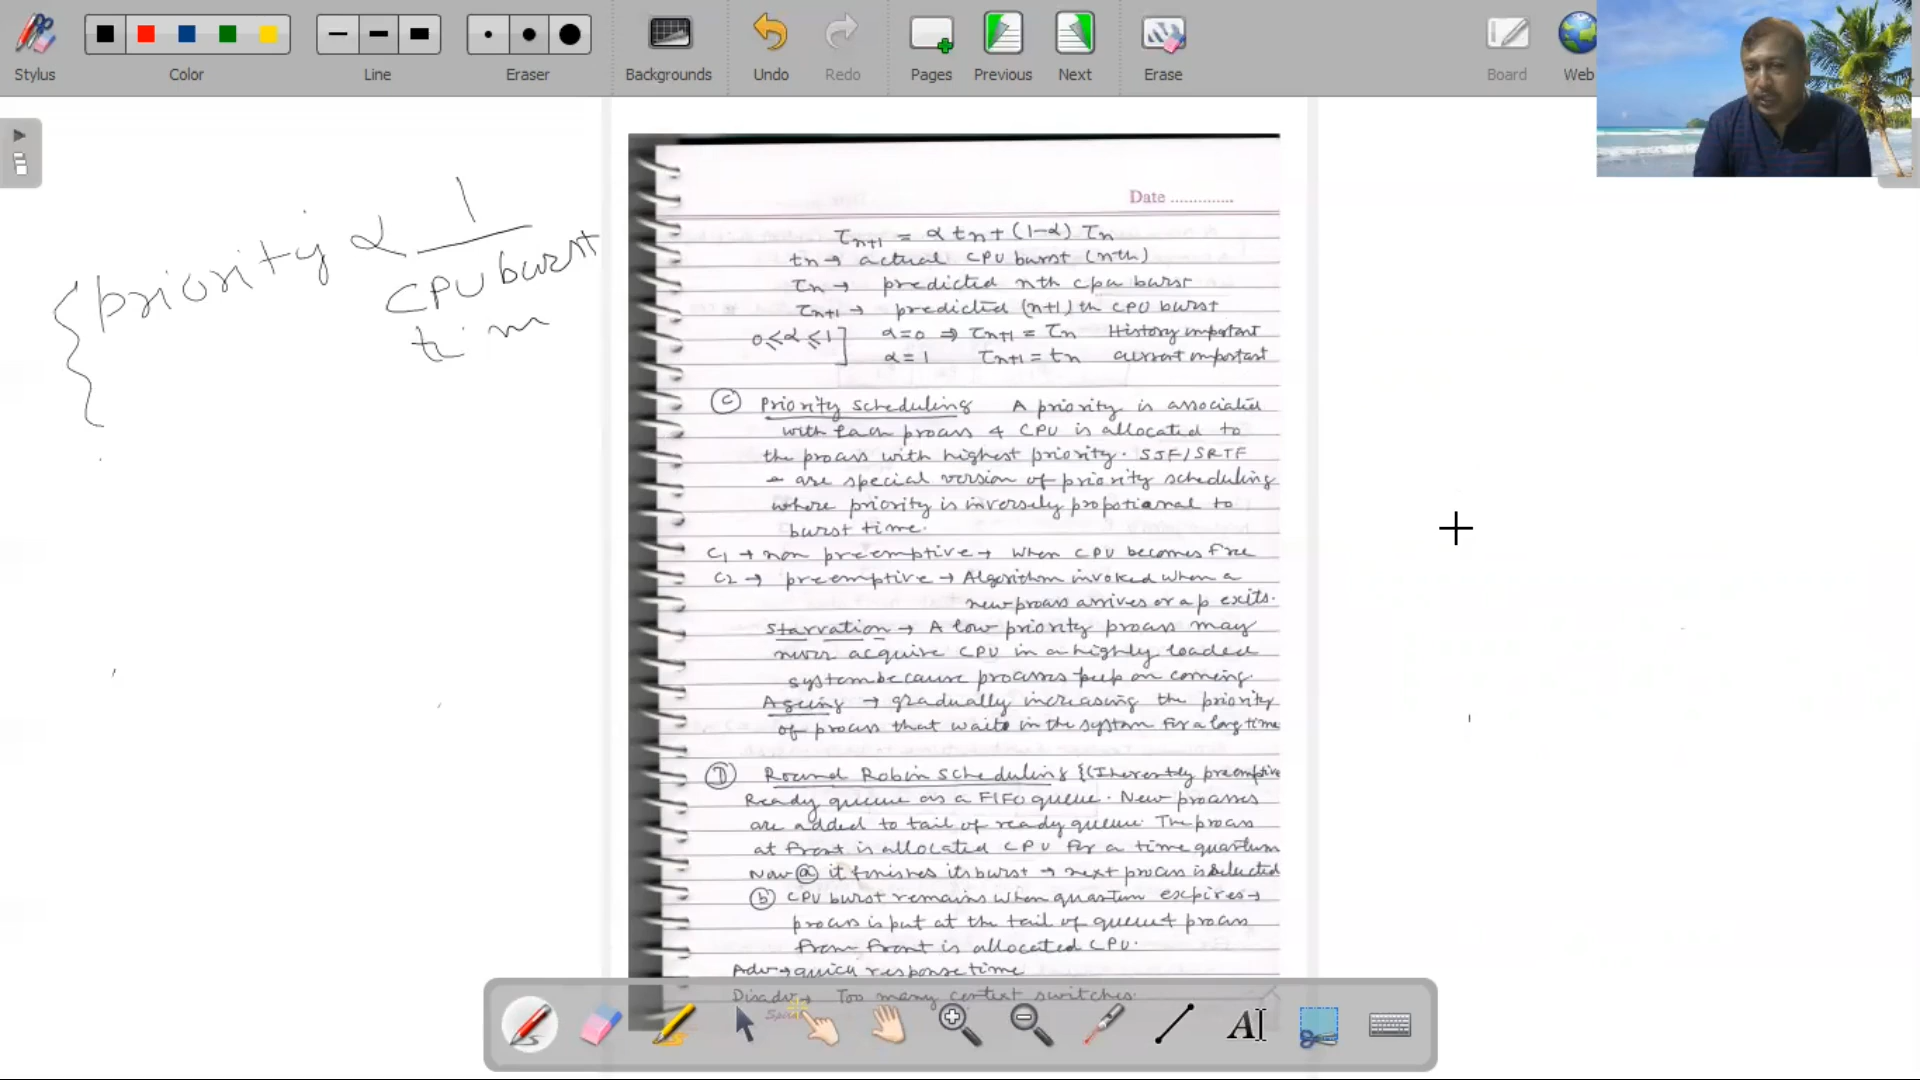 Stylus
Color
Line
Eraser
Backgrounds
Undo
Redo
Pages
Previous
Next
Erase
Board
Web
priority ∝ 1
CPU burst
tim
Date .............
τn+1 = α tn + (1-α) τn
tn → actual CPU burst (nth)
τn → predicted nth cpu burst
τn+1 → predicted (n+1)th CPU burst
0≤α≤1] α=0 ⇒ τn+1 = τn History important
α=1 τn+1 = tn current important
(C) Priority scheduling A priority is associated
with each process & CPU is allocated to
the process with highest priority. SJF/SRTF
are special version of priority scheduling
where priority is inversely propotional to
burst time.
C1 → non preemptive → when CPU becomes free
C2 → preemptive → Algorithm invoked when a
new process arrives or a p exits.
Starvation → A low priority process may
never acquire CPU in a highly loaded
system because processes keep on coming.
Ageing → gradually increasing the priority
of process that waits in the system for a long time
(D) Round Robin scheduling {(Inherently preemptive
Ready queue as a FIFO queue. New processes
are added to tail of ready queue. The process
at front is allocated CPU for a time quantum
Now (a) it finishes its burst → next process is selected
(b) CPU burst remains when quantum expires →
process is put at the tail of queue & process
from front is allocated CPU.
Adv → quick response time
Disadv → Too many context switches.